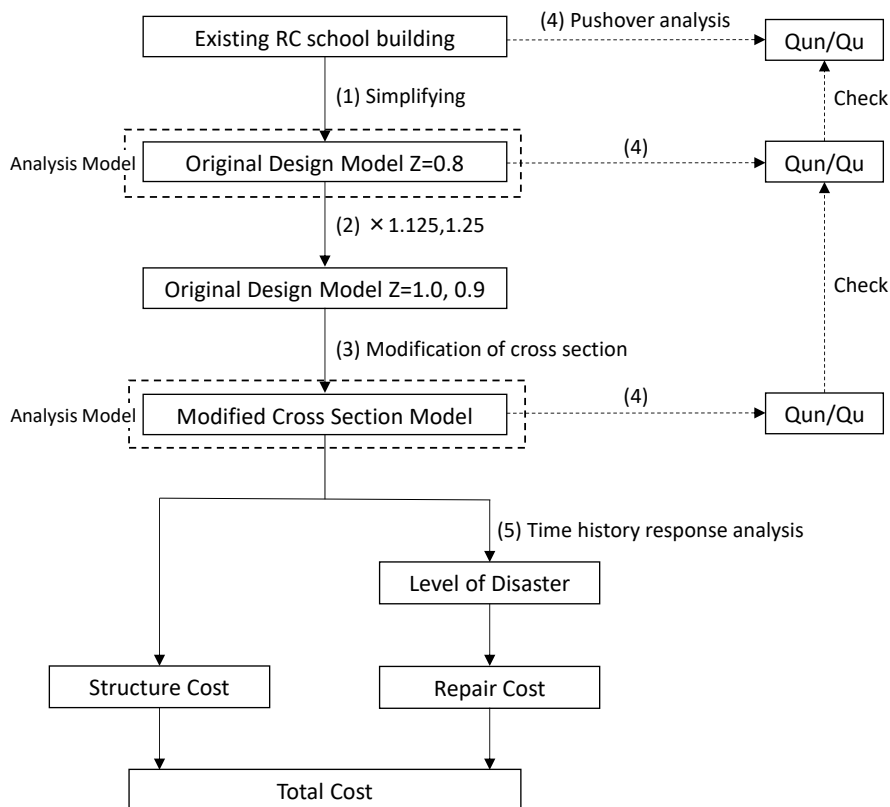 Existing RC school building
(4) Pushover analysis
Qun/Qu
(1) Simplifying
Check
Analysis Model
Original Design Model Z=0.8
(4)
Qun/Qu
(2) ×1.125,1.25
Original Design Model Z=1.0, 0.9
Check
(3) Modification of cross section
Analysis Model
Modified Cross Section Model
(4)
Qun/Qu
(5) Time history response analysis
Level of Disaster
Structure Cost
Repair Cost
Total Cost